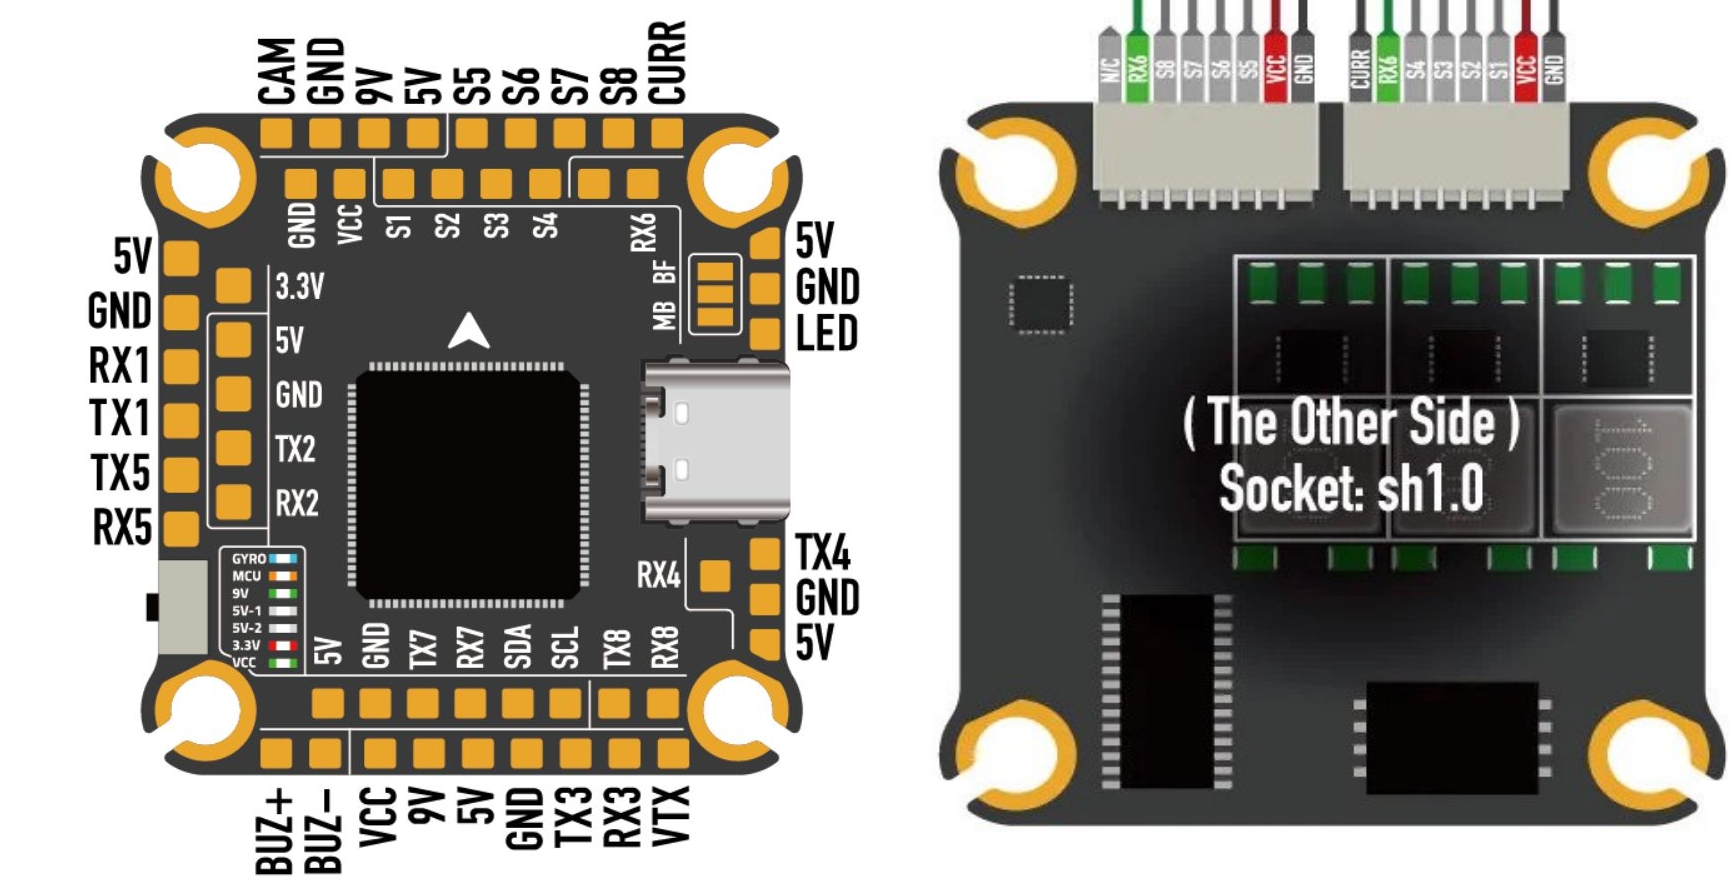 CAM
GND
9V
5V
S5
S6
S7
S8
CURR
GND
VCC
S1
S2
S3
S4
RX6
5V
GND
RX1
TX1
TX5
RX5
3.3V
5V
GND
TX2
RX2
BF
MB
5V
GND
LED
RX4
TX4
GND
5V
GYRO
MCU
9V
5V-1
5V-2
3.3V
VCC
5V
GND
TX7
RX7
SDA
SCL
TX8
RX8
BUZ+
BUZ-
VCC
9V
5V
GND
TX3
RX3
VTX
N/C
RX6
S8
S7
S6
S5
VCC
GND
CURR
RX6
S4
S3
S2
S1
VCC
GND
( The Other Side )
Socket: sh1.0